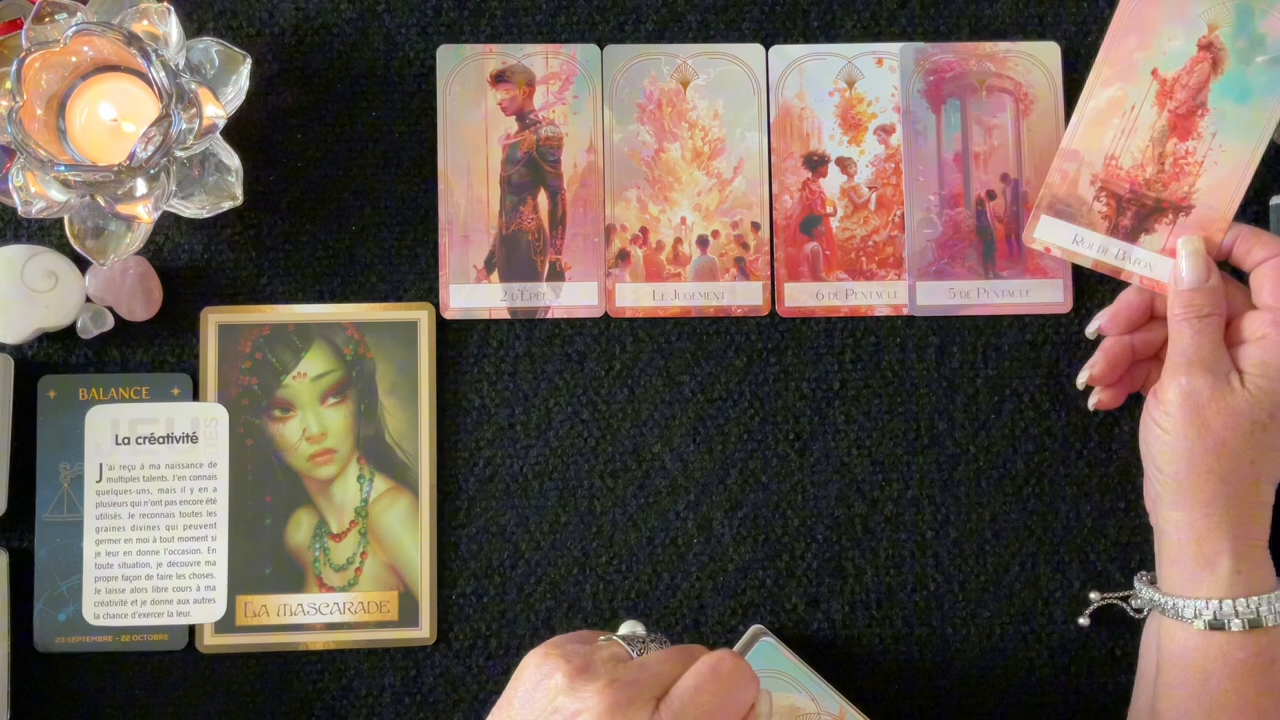 2 d'Épée
Le Jugement
6 de Pentacle
5 de Pentacle
Roi de Bâton
BALANCE
La créativité
J'ai reçu à ma naissance de
multiples talents. J'en connais
quelques-uns, mais il y en a
plusieurs qui n'ont pas encore été
utilisés. Je reconnais toutes les
graines divines qui peuvent
germer en moi à tout moment si
je leur en donne l'occasion. En
toute situation, je découvre ma
propre façon de faire les choses.
Je laisse alors libre cours à ma
créativité et je donne aux autres
la chance d'exercer la leur.
23 SEPTEMBRE - 22 OCTOBRE
La Mascarade